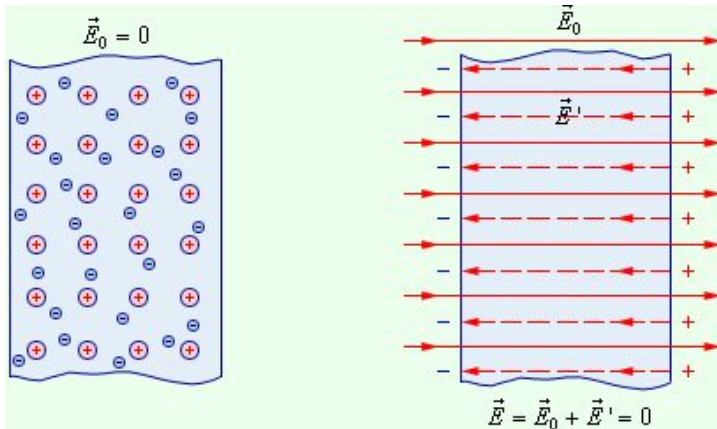 E⃗₀ = 0
E⃗₀
E⃗'
E⃗ = E⃗₀ + E⃗' = 0